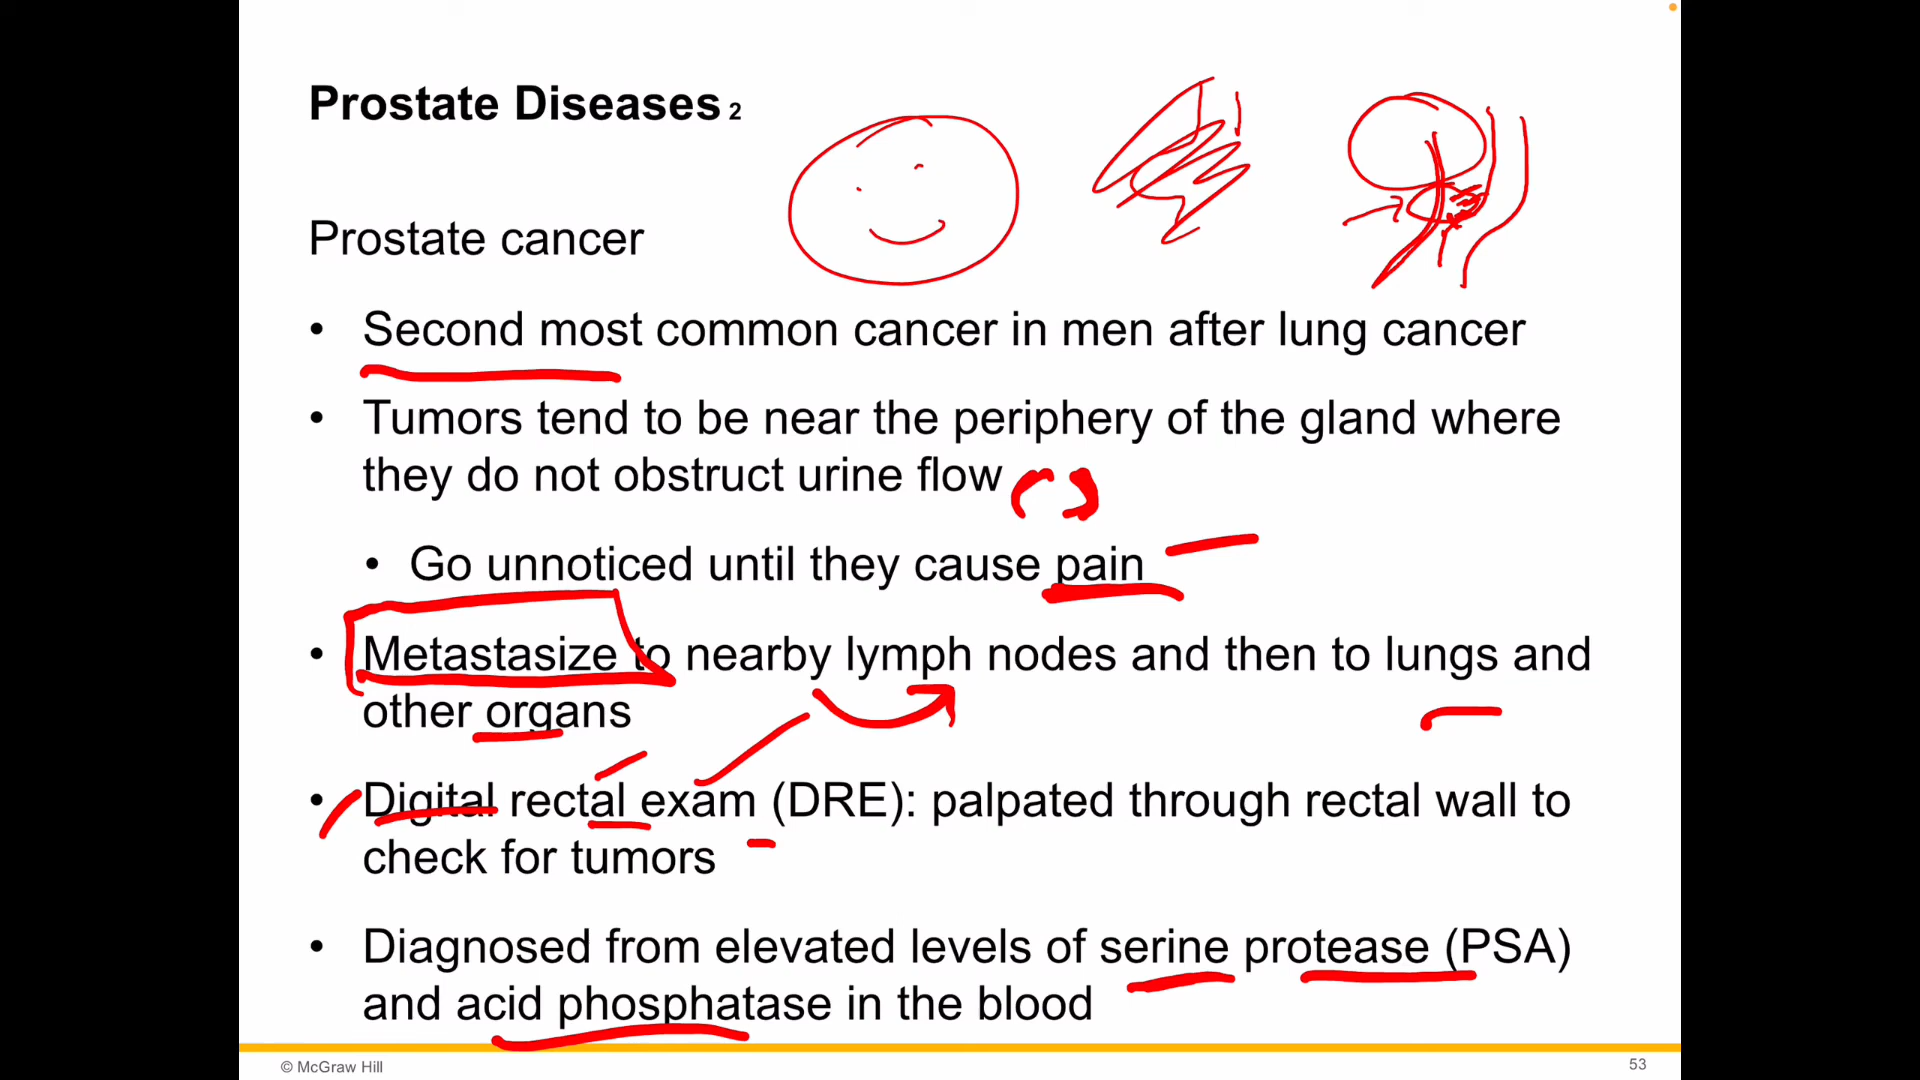 Prostate Diseases 2
Prostate cancer
• Second most common cancer in men after lung cancer
• Tumors tend to be near the periphery of the gland where
they do not obstruct urine flow
• Go unnoticed until they cause pain
• Metastasize to nearby lymph nodes and then to lungs and
other organs
• Digital rectal exam (DRE): palpated through rectal wall to
check for tumors
• Diagnosed from elevated levels of serine protease (PSA)
and acid phosphatase in the blood
© McGraw Hill
53